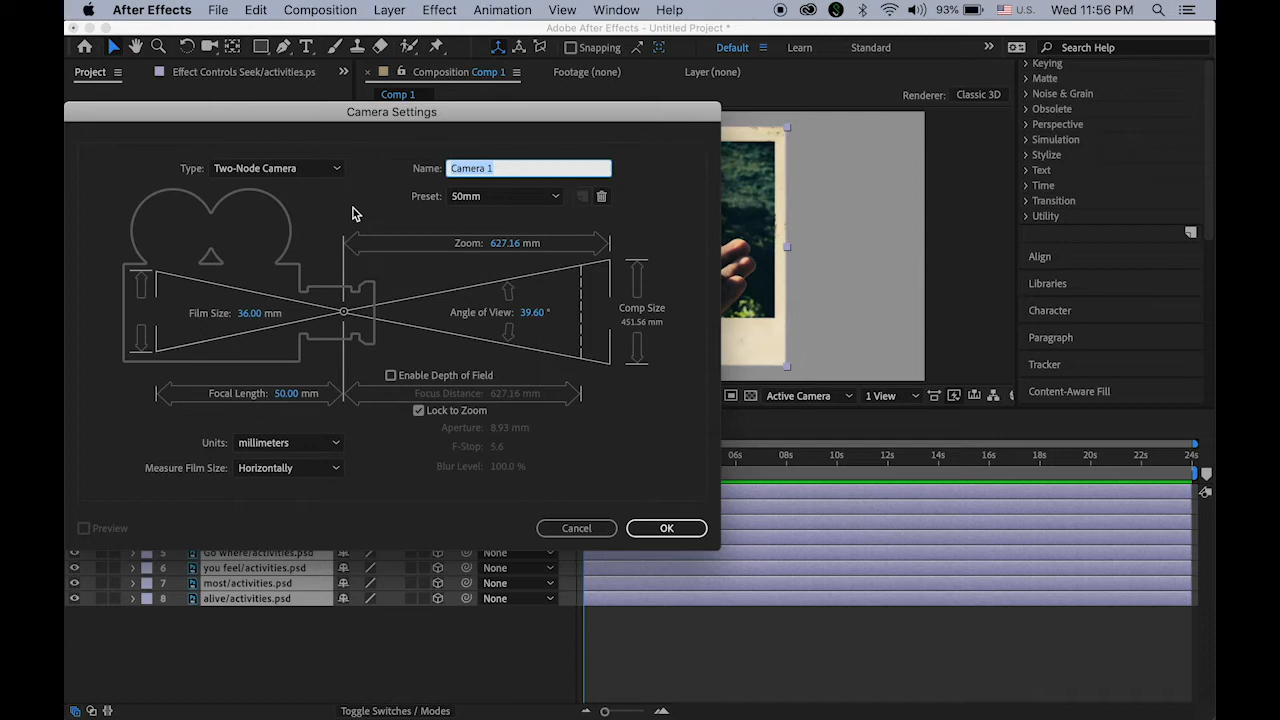 After Effects File Edit Composition Layer Effect Animation View Window Help 93% U.S. Wed 11:56 PM
Adobe After Effects - Untitled Project *
Snapping Default Learn Standard Search Help
Project Effect Controls Seek/activities.ps Composition Comp 1 Footage (none) Layer (none)
Comp 1 Renderer: Classic 3D
Keying
Matte
Noise & Grain
Obsolete
Perspective
Simulation
Stylize
Text
Time
Transition
Utility
Align
Libraries
Character
Paragraph
Tracker
Content-Aware Fill
Camera Settings
Type: Two-Node Camera Name: Camera 1
Preset: 50mm
Zoom: 627.16 mm
Film Size: 36.00 mm Angle of View: 39.60 ° Comp Size
451.56 mm
Enable Depth of Field
Focal Length: 50.00 mm Focus Distance: 627.16 mm
Lock to Zoom
Aperture: 8.93 mm
F-Stop: 5.6
Blur Level: 100.0 %
Units: millimeters
Measure Film Size: Horizontally
Preview Cancel OK
Active Camera 1 View
06s 08s 10s 12s 14s 16s 18s 20s 22s 24s
5 Go where/activities.psd None
6 you feel/activities.psd None
7 most/activities.psd None
8 alive/activities.psd None
Toggle Switches / Modes